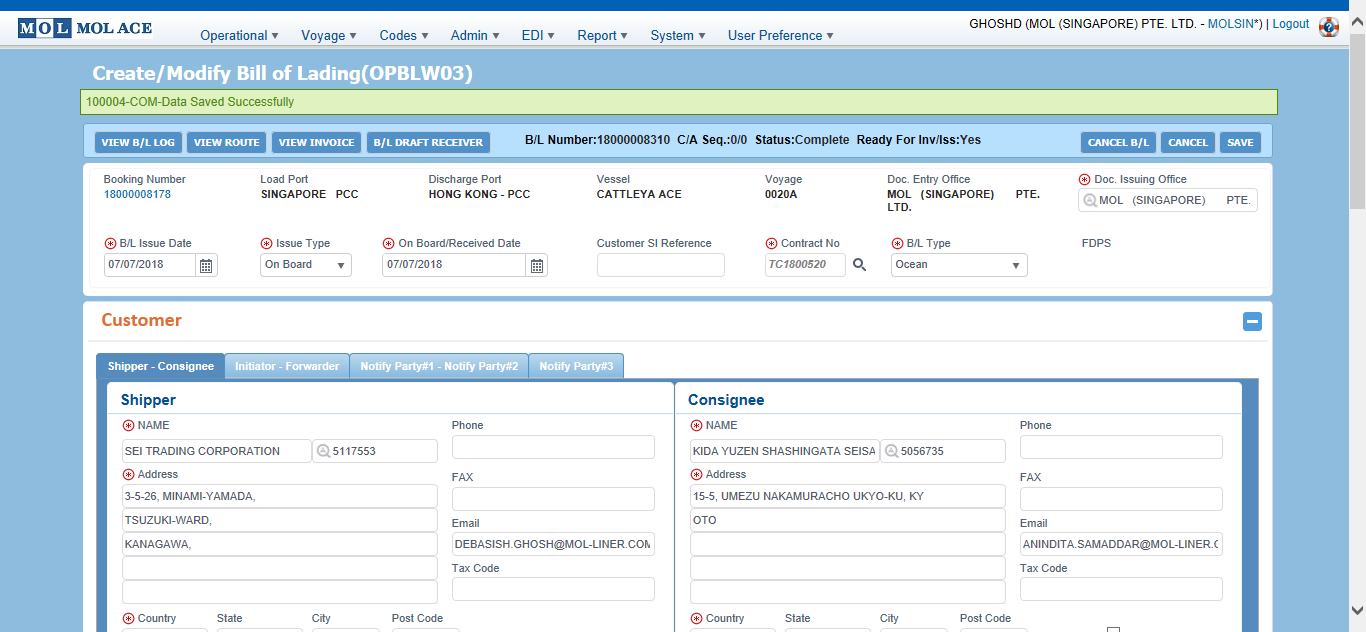 MOL MOL ACE
Operational Voyage Codes Admin EDI Report System User Preference
GHOSHD (MOL (SINGAPORE) PTE. LTD. - MOLSIN*) | Logout
Create/Modify Bill of Lading(OPBLW03)
100004-COM-Data Saved Successfully
VIEW B/L LOG VIEW ROUTE VIEW INVOICE B/L DRAFT RECEIVER B/L Number:18000008310 C/A Seq.:0/0 Status:Complete Ready For Inv/Iss:Yes CANCEL B/L CANCEL SAVE
Booking Number Load Port Discharge Port Vessel Voyage Doc. Entry Office Doc. Issuing Office
18000008178 SINGAPORE PCC HONG KONG - PCC CATTLEYA ACE 0020A MOL (SINGAPORE) PTE. MOL (SINGAPORE) PTE.
LTD.
B/L Issue Date Issue Type On Board/Received Date Customer SI Reference Contract No B/L Type FDPS
07/07/2018 On Board 07/07/2018 TC1800520 Ocean
Customer
Shipper - Consignee Initiator - Forwarder Notify Party#1 - Notify Party#2 Notify Party#3
Shipper Consignee
NAME Phone NAME Phone
SEI TRADING CORPORATION 5117553 KIDA YUZEN SHASHINGATA SEISA 5056735
Address FAX Address FAX
3-5-26, MINAMI-YAMADA, 15-5, UMEZU NAKAMURACHO UKYO-KU, KY
TSUZUKI-WARD, Email OTO Email
KANAGAWA, DEBASISH.GHOSH@MOL-LINER.COM ANINDITA.SAMADDAR@MOL-LINER.C
Tax Code Tax Code
Country State City Post Code Country State City Post Code